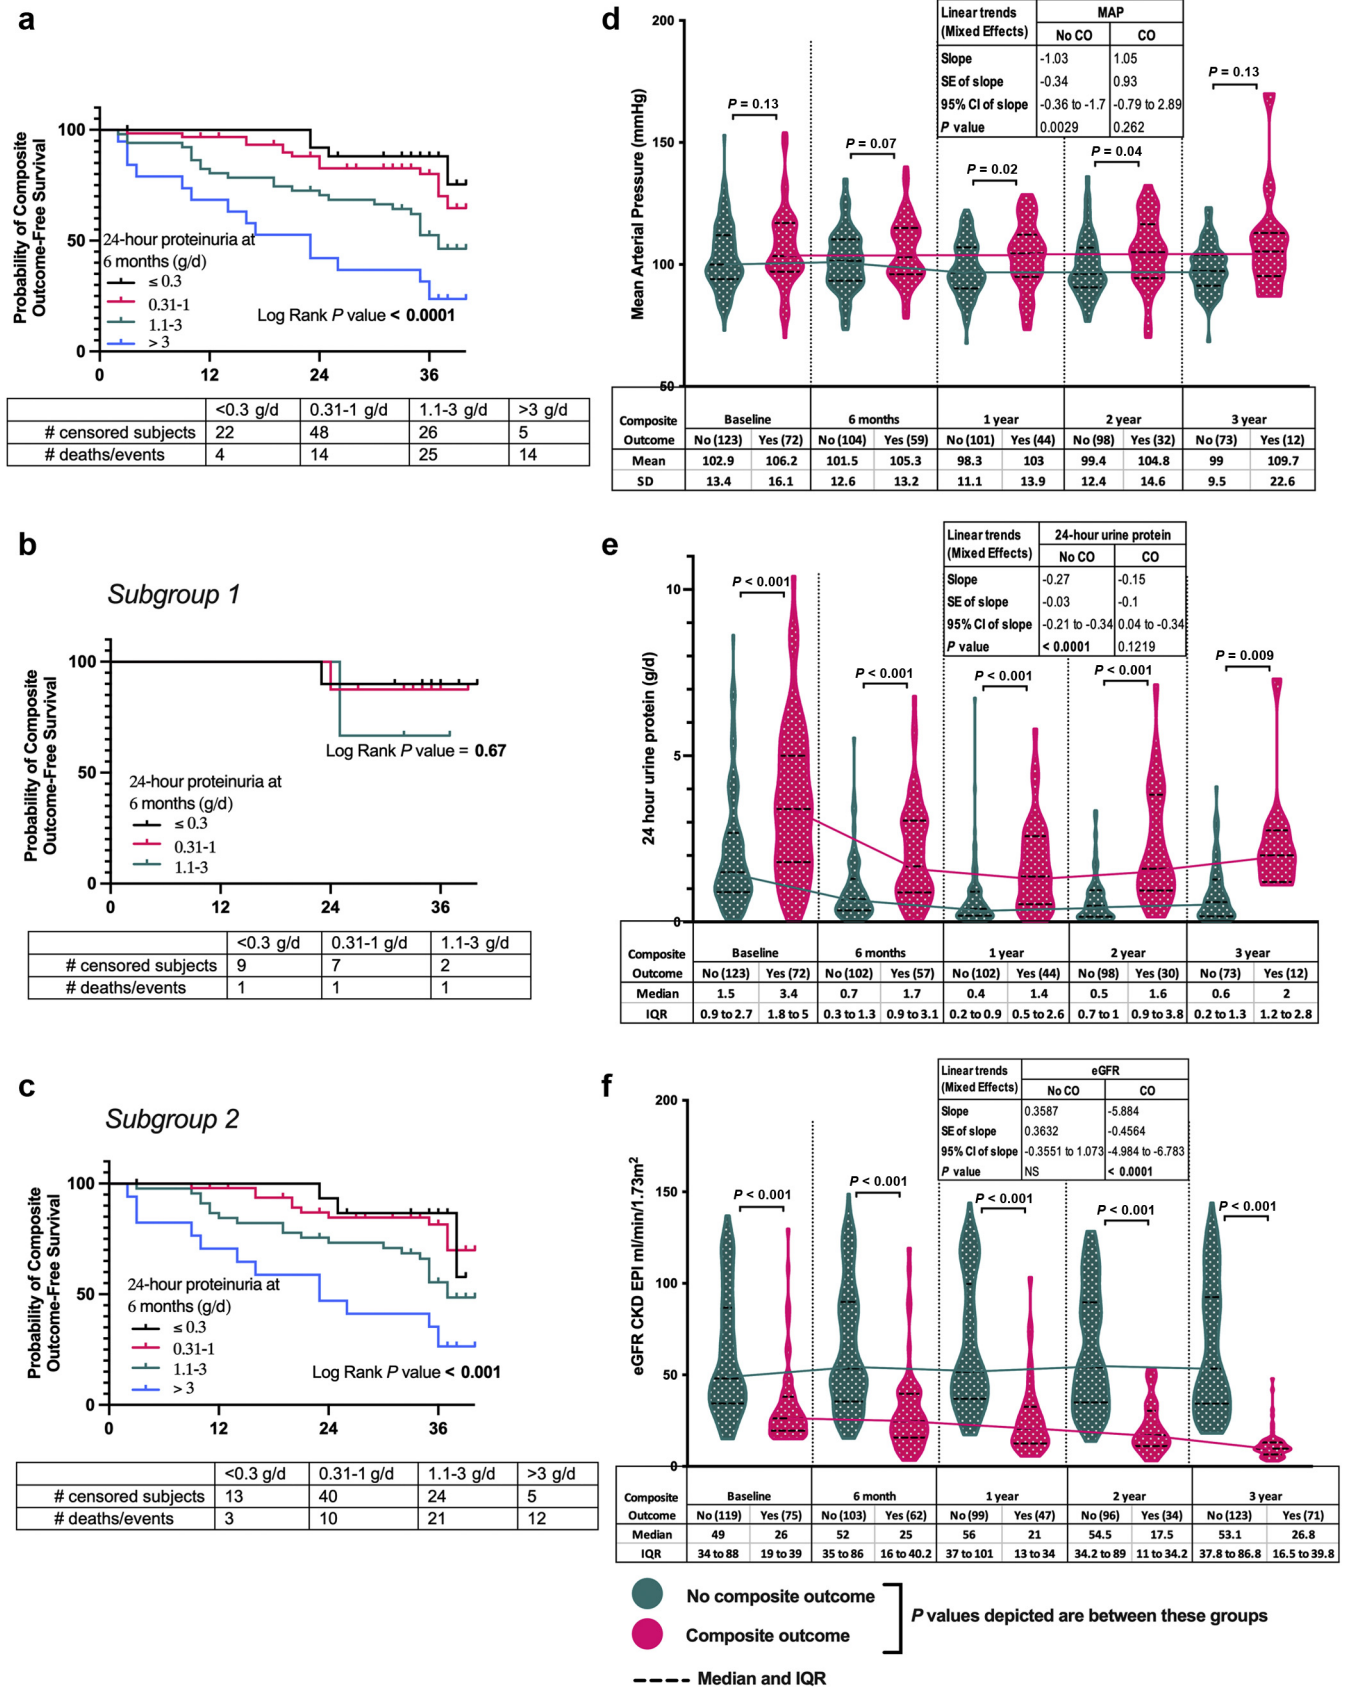 a
Probability of Composite
Outcome-Free Survival
100
50
0
24-hour proteinuria at
6 months (g/d)
≤ 0.3
0.31-1
1.1-3
> 3
Log Rank P value < 0.0001
0 12 24 36
<0.3 g/d 0.31-1 g/d 1.1-3 g/d >3 g/d
# censored subjects 22 48 26 5
# deaths/events 4 14 25 14
b
Subgroup 1
Probability of Composite
Outcome-Free Survival
100
50
0
Log Rank P value = 0.67
24-hour proteinuria at
6 months (g/d)
≤ 0.3
0.31-1
1.1-3
0 12 24 36
<0.3 g/d 0.31-1 g/d 1.1-3 g/d
# censored subjects 9 7 2
# deaths/events 1 1 1
c
Subgroup 2
Probability of Composite
Outcome-Free Survival
100
50
0
24-hour proteinuria at
6 months (g/d)
≤ 0.3
0.31-1
1.1-3
> 3
Log Rank P value < 0.001
0 12 24 36
<0.3 g/d 0.31-1 g/d 1.1-3 g/d >3 g/d
# censored subjects 13 40 24 5
# deaths/events 3 10 21 12
d
Mean Arterial Pressure (mmHg)
200
150
100
50
Linear trends
(Mixed Effects)
MAP
No CO CO
Slope -1.03 1.05
SE of slope -0.34 0.93
95% CI of slope -0.36 to -1.7 -0.79 to 2.89
P value 0.0029 0.262
P = 0.13
P = 0.07
P = 0.02
P = 0.04
P = 0.13
Composite
Outcome
Baseline 6 months 1 year 2 year 3 year
No (123) Yes (72) No (104) Yes (59) No (101) Yes (44) No (98) Yes (32) No (73) Yes (12)
Mean 102.9 106.2 101.5 105.3 98.3 103 99.4 104.8 99 109.7
SD 13.4 16.1 12.6 13.2 11.1 13.9 12.4 14.6 9.5 22.6
e
24 hour urine protein (g/d)
10
5
0
Linear trends
(Mixed Effects)
24-hour urine protein
No CO CO
Slope -0.27 -0.15
SE of slope -0.03 -0.1
95% CI of slope -0.21 to -0.34 0.04 to -0.34
P value < 0.0001 0.1219
P < 0.001
P < 0.001
P < 0.001
P < 0.001
P = 0.009
Composite
Outcome
Baseline 6 months 1 year 2 year 3 year
No (123) Yes (72) No (102) Yes (57) No (102) Yes (44) No (98) Yes (30) No (73) Yes (12)
Median 1.5 3.4 0.7 1.7 0.4 1.4 0.5 1.6 0.6 2
IQR 0.9 to 2.7 1.8 to 5 0.3 to 1.3 0.9 to 3.1 0.2 to 0.9 0.5 to 2.6 0.7 to 1 0.9 to 3.8 0.2 to 1.3 1.2 to 2.8
f
eGFR CKD EPI ml/min/1.73m²
200
150
100
50
0
Linear trends
(Mixed Effects)
eGFR
No CO CO
Slope 0.3587 -5.884
SE of slope 0.3632 -0.4564
95% CI of slope -0.3551 to 1.073 -4.984 to -6.783
P value NS < 0.0001
P < 0.001
P < 0.001
P < 0.001
P < 0.001
P < 0.001
Composite
Outcome
Baseline 6 month 1 year 2 year 3 year
No (119) Yes (75) No (103) Yes (62) No (99) Yes (47) No (96) Yes (34) No (123) Yes (71)
Median 49 26 52 25 56 21 54.5 17.5 53.1 26.8
IQR 34 to 88 19 to 39 35 to 86 16 to 40.2 37 to 101 13 to 34 34.2 to 89 11 to 34.2 37.8 to 86.8 16.5 to 39.8
No composite outcome
Composite outcome
P values depicted are between these groups
Median and IQR